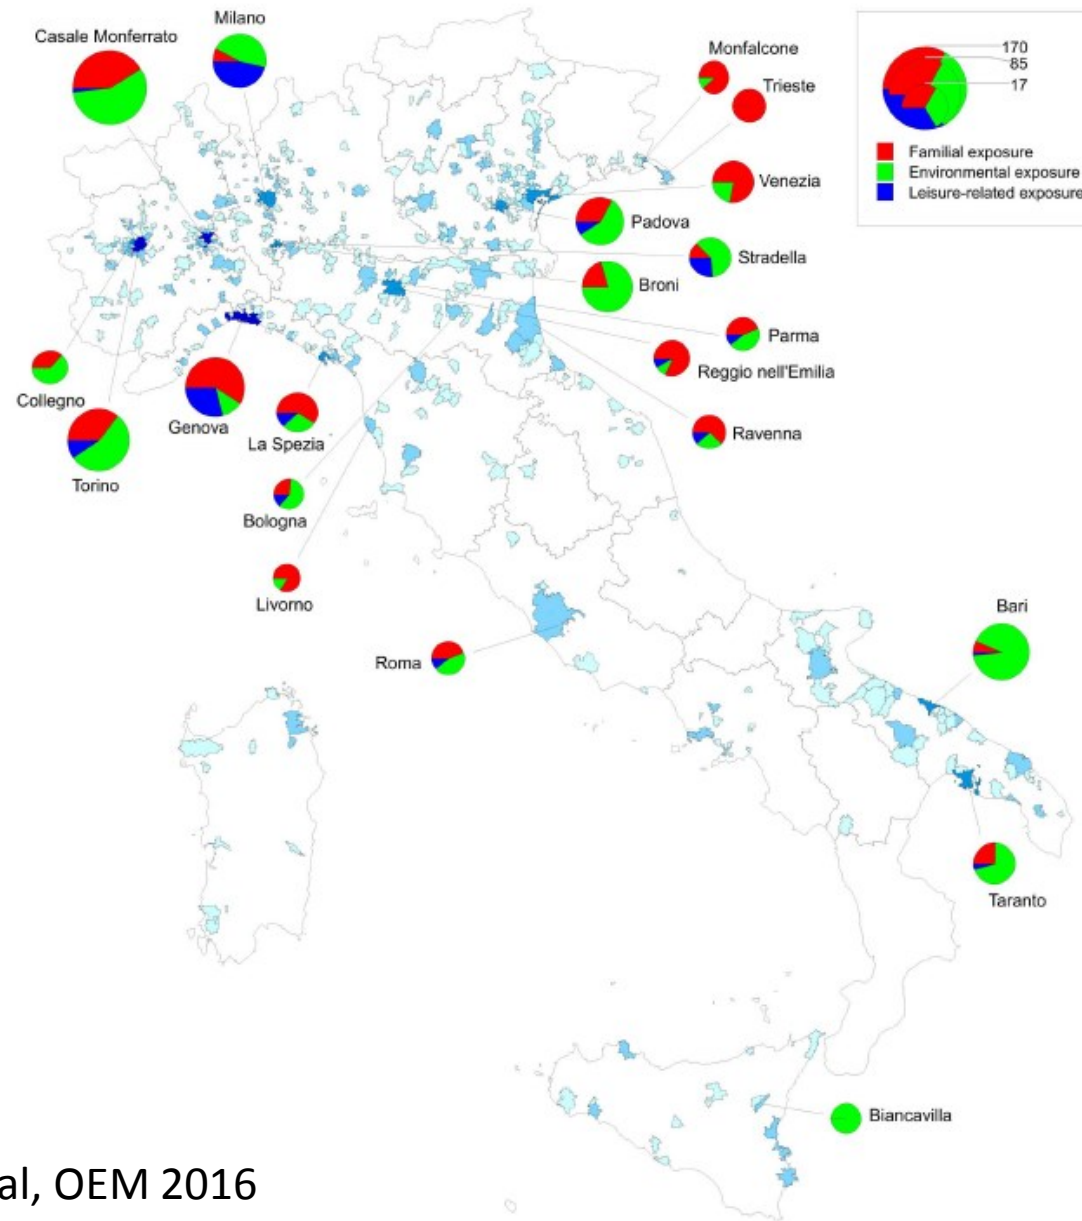 Milano
Casale Monferrato
Monfalcone
Trieste
170
85
17
Familial exposure
Environmental exposure
Leisure-related exposure
Venezia
Padova
Stradella
Broni
Parma
Reggio nell'Emilia
Collegno
Genova
La Spezia
Ravenna
Torino
Bologna
Livorno
Roma
Bari
Taranto
Biancavilla
al, OEM 2016